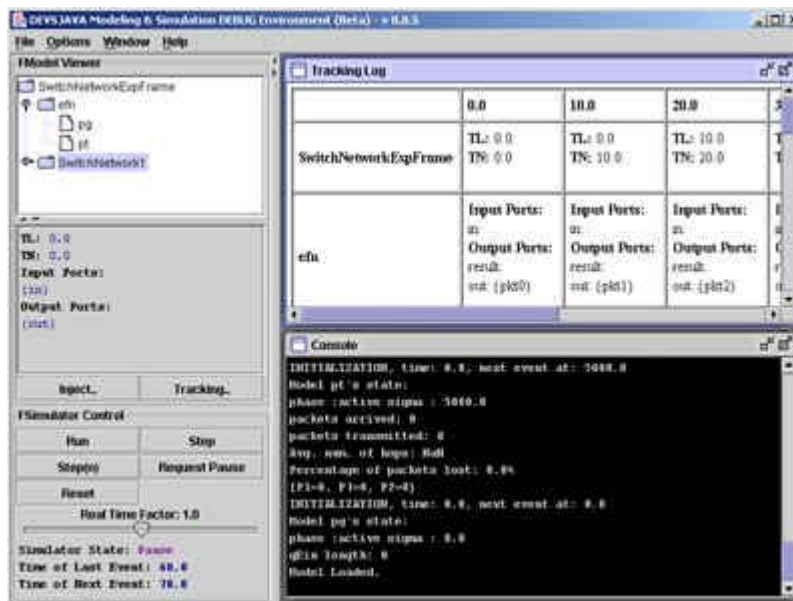 DEVSJAVA Modeling & Simulation DEBUG Environment (Beta) - v 0.0.5
File Options Window Help
FModel Viewer
SwitchNetworkExpFrame
efn
pg
pt
SwitchNetwork1
TL: 0.0
TN: 0.0
Input Ports:
(in)
Output Ports:
(out)
Inject..
Tracking..
FSimulator Control
Run
Stop
Step(n)
Request Pause
Reset
Real Time Factor: 1.0
Simulator State: Pause
Time of Last Event: 60.0
Time of Next Event: 70.0
Tracking Log
0.0 10.0 20.0
SwitchNetworkExpFrame
TL: 0.0 TL: 0.0 TL: 10.0
TN: 0.0 TN: 10.0 TN: 20.0
efn
Input Ports: Input Ports: Input Ports:
in: in: in:
Output Ports: Output Ports: Output Ports:
result: result: result:
out: (pkt0) out: (pkt1) out: (pkt2)
Console
INITIALIZATION, time: 0.0, next event at: 5000.0
Model pt's state:
phase :active sigma : 5000.0
packets arrived: 0
packets transmitted: 0
Avg. num. of hops: NaN
Percentage of packets lost: 0.0%
INITIALIZATION, time: 0.0, next event at: 0.0
Model pg's state:
phase :active sigma : 0.0
length: 0
Model Loaded.